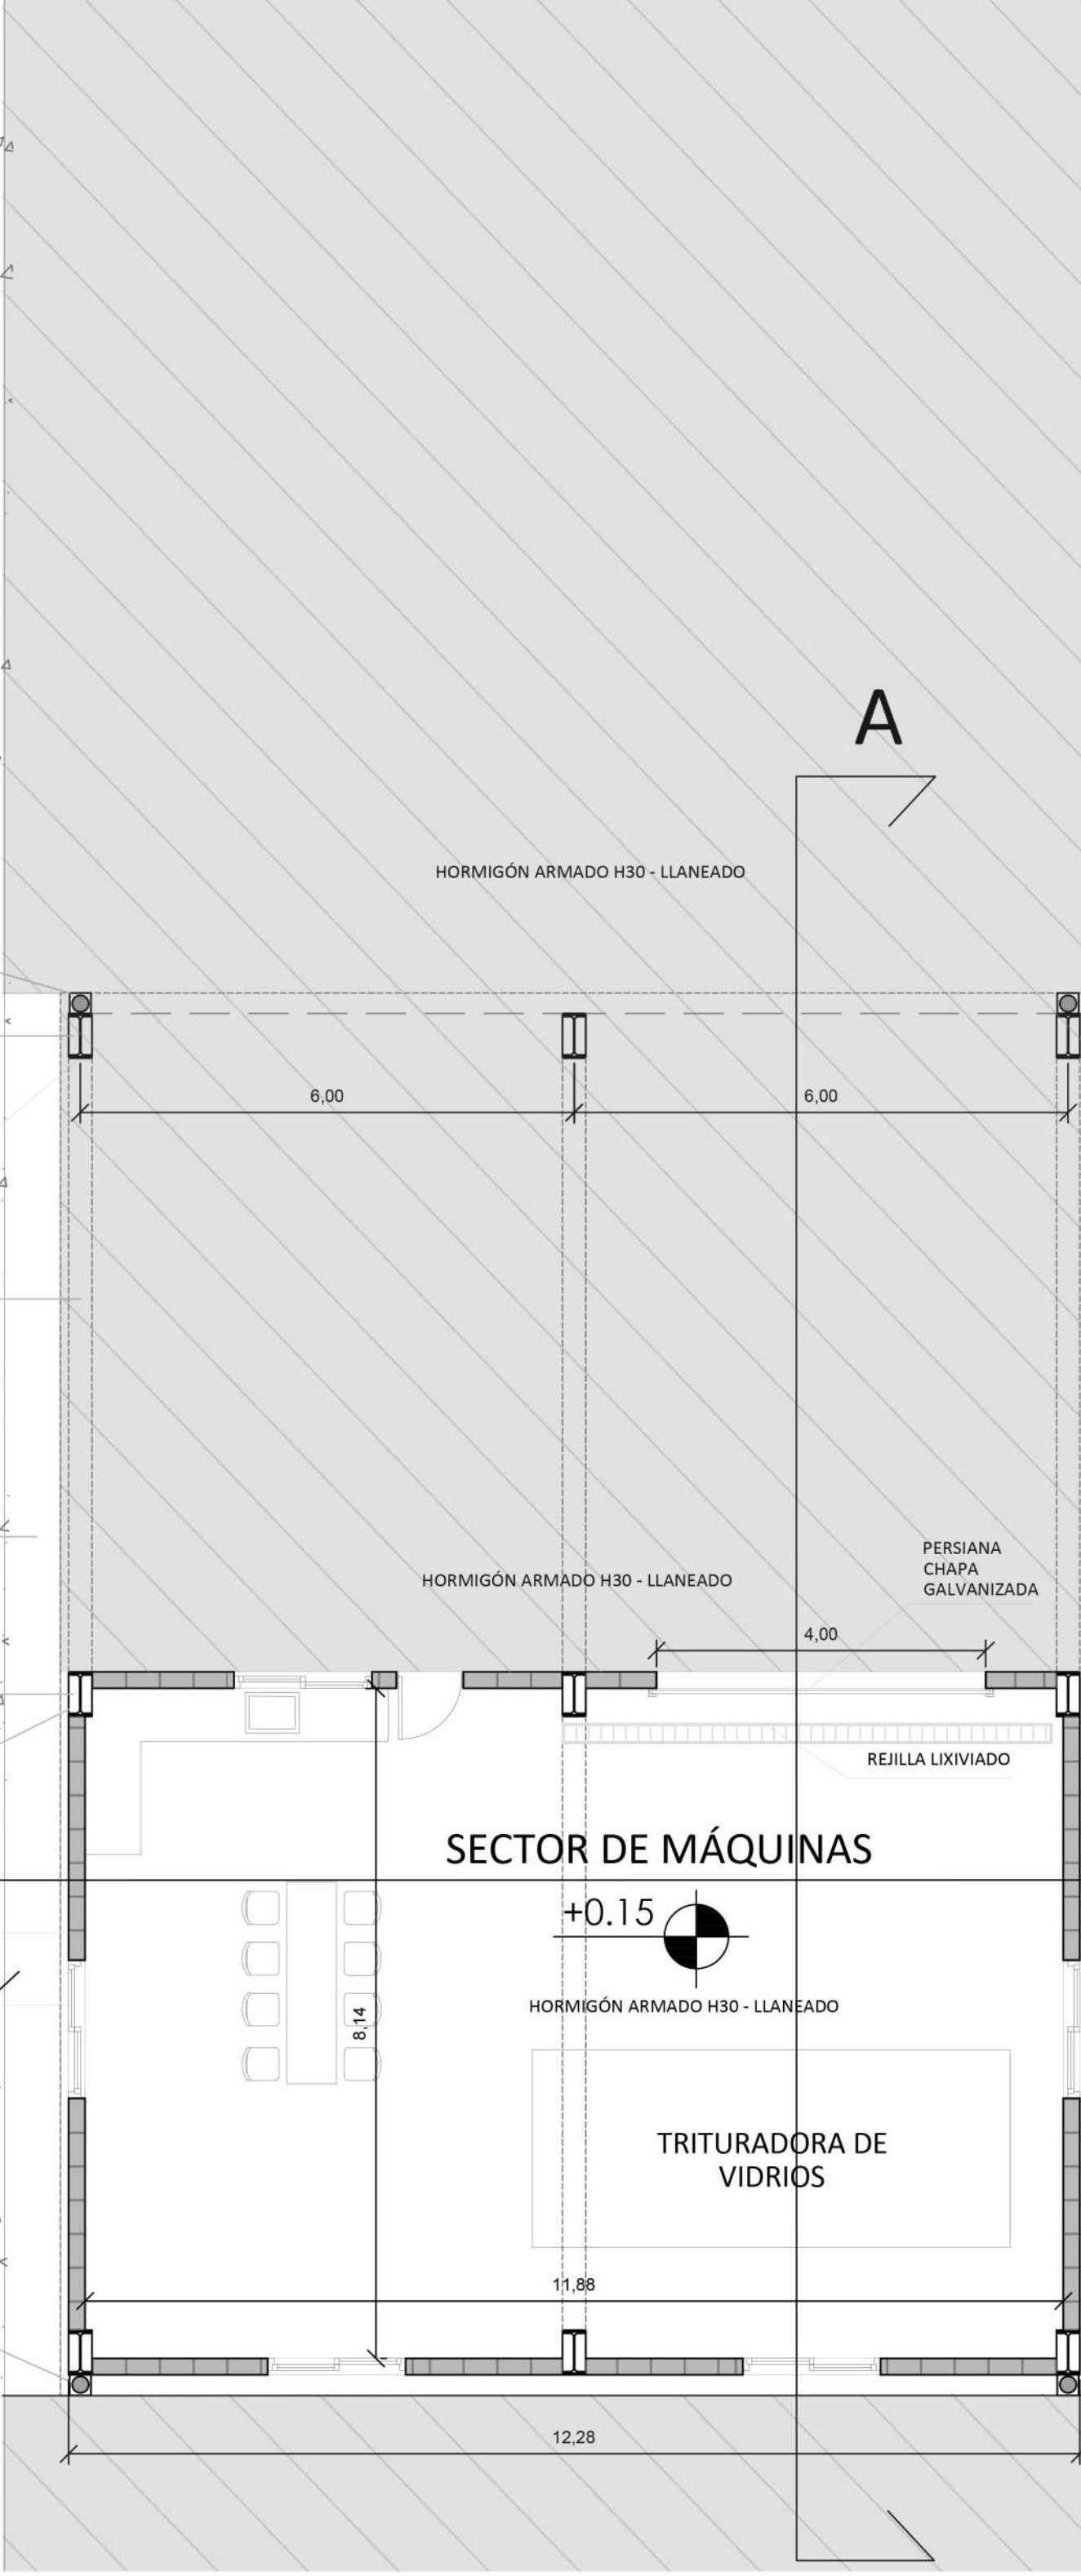 A
HORMIGÓN ARMADO H30 - LLANEADO
6,00
6,00
HORMIGÓN ARMADO H30 - LLANEADO
PERSIANA
CHAPA
GALVANIZADA
4,00
REJILLA LIXIVIADO
SECTOR DE MÁQUINAS
+0.15
HORMIGÓN ARMADO H30 - LLANEADO
8,14
TRITURADORA DE
VIDRIOS
11,88
12,28